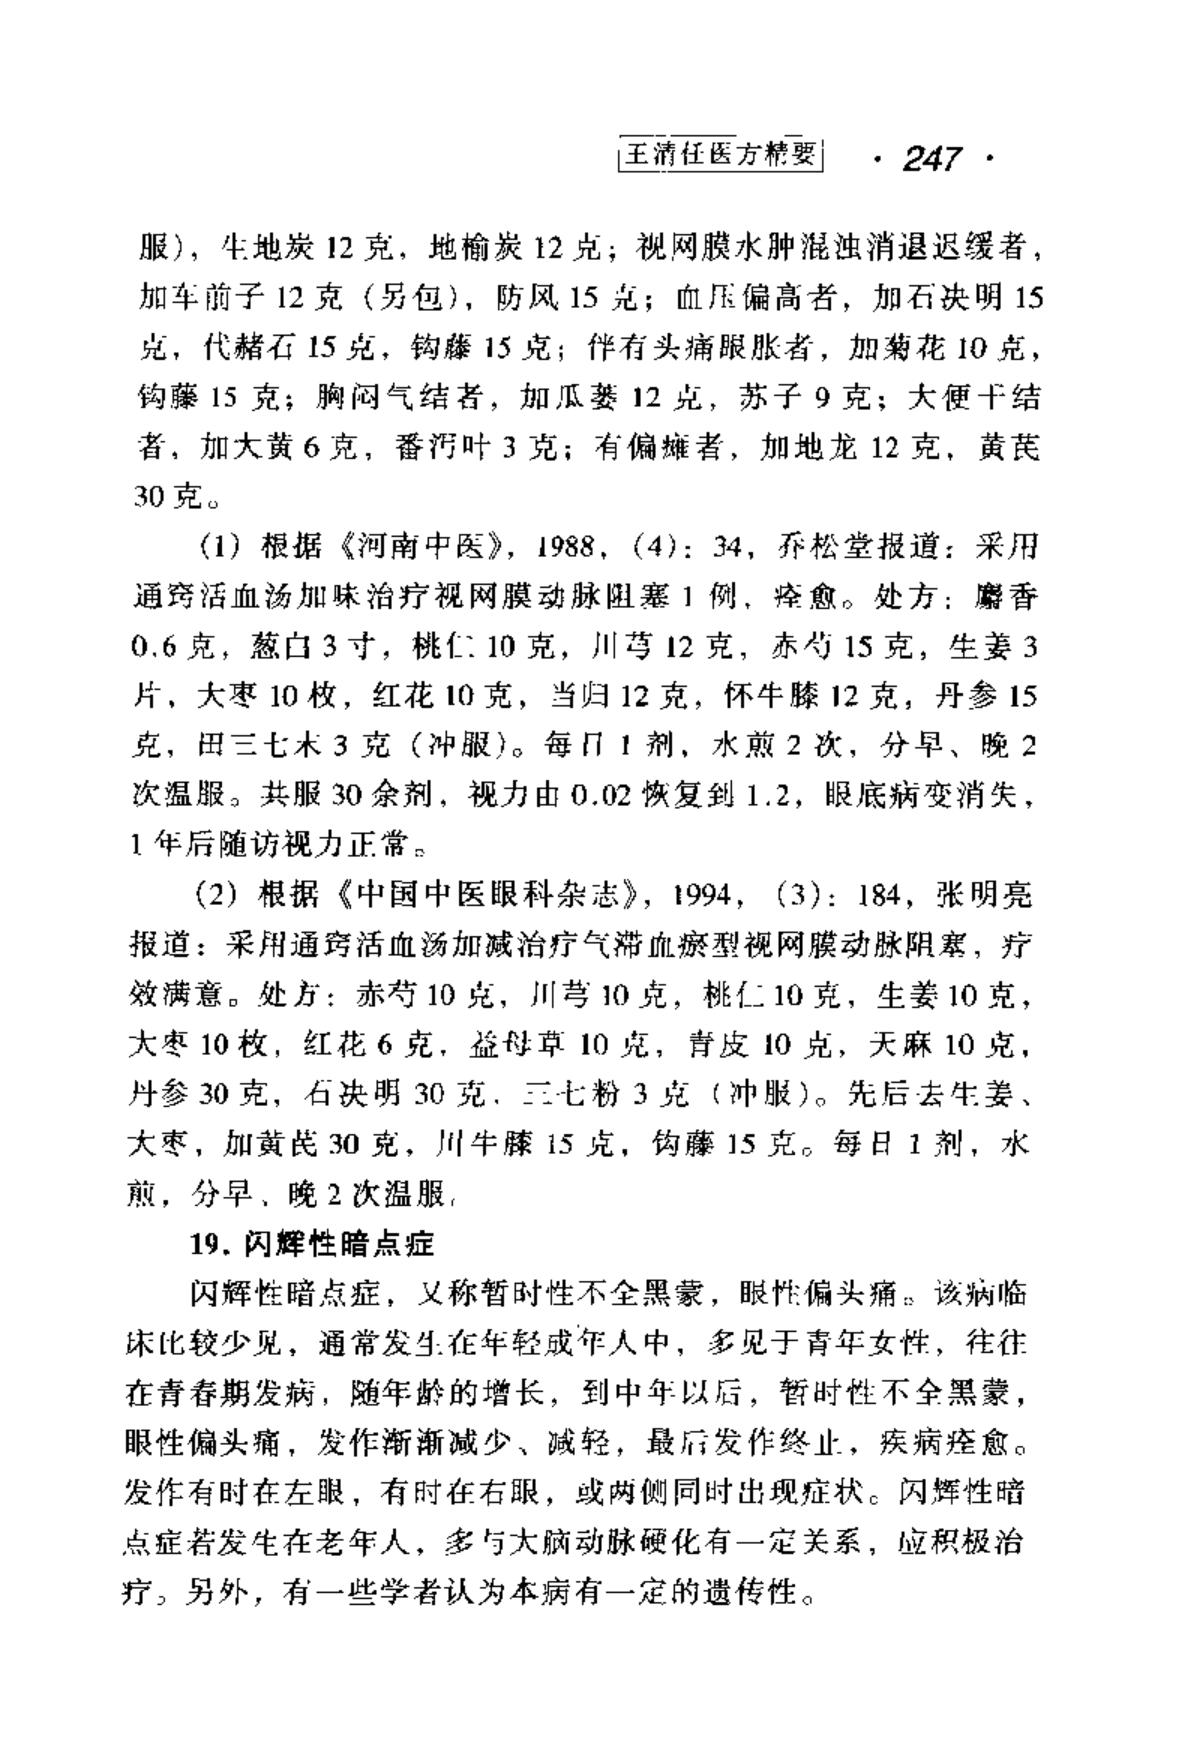 王清任医方精要 · 247 ·
服），生地炭 12 克，地榆炭 12 克；视网膜水肿混浊消退迟缓者，
加车前子 12 克（另包），防风 15 克；血压偏高者，加石决明 15
克，代赭石 15 克，钩藤 15 克；伴有头痛眼胀者，加菊花 10 克，
钩藤 15 克；胸闷气结者，加瓜蒌 12 克，苏子 9 克；大便干结
者，加大黄 6 克，番泻叶 3 克；有偏瘫者，加地龙 12 克，黄芪
30 克。
（1）根据《河南中医》，1988，（4）：34，乔松堂报道：采用
通窍活血汤加味治疗视网膜动脉阻塞 1 例，痊愈。处方：麝香
0.6 克，葱白 3 寸，桃仁 10 克，川芎 12 克，赤芍 15 克，生姜 3
片，大枣 10 枚，红花 10 克，当归 12 克，怀牛膝 12 克，丹参 15
克，田三七末 3 克（冲服）。每日 1 剂，水煎 2 次，分早、晚 2
次温服。共服 30 余剂，视力由 0.02 恢复到 1.2，眼底病变消失，
1 年后随访视力正常。
（2）根据《中国中医眼科杂志》，1994，（3）：184，张明亮
报道：采用通窍活血汤加减治疗气滞血瘀型视网膜动脉阻塞，疗
效满意。处方：赤芍 10 克，川芎 10 克，桃仁 10 克，生姜 10 克，
大枣 10 枚，红花 6 克，益母草 10 克，青皮 10 克，天麻 10 克，
丹参 30 克，石决明 30 克，三七粉 3 克（冲服）。先后去生姜、
大枣，加黄芪 30 克，川牛膝 15 克，钩藤 15 克。每日 1 剂，水
煎，分早、晚 2 次温服。
19. 闪辉性暗点症
闪辉性暗点症，又称暂时性不全黑蒙，眼性偏头痛。该病临
床比较少见，通常发生在年轻成年人中，多见于青年女性，往往
在青春期发病，随年龄的增长，到中年以后，暂时性不全黑蒙，
眼性偏头痛，发作渐渐减少、减轻，最后发作终止，疾病痊愈。
发作有时在左眼，有时在右眼，或两侧同时出现症状。闪辉性暗
点症若发生在老年人，多与大脑动脉硬化有一定关系，应积极治
疗。另外，有一些学者认为本病有一定的遗传性。